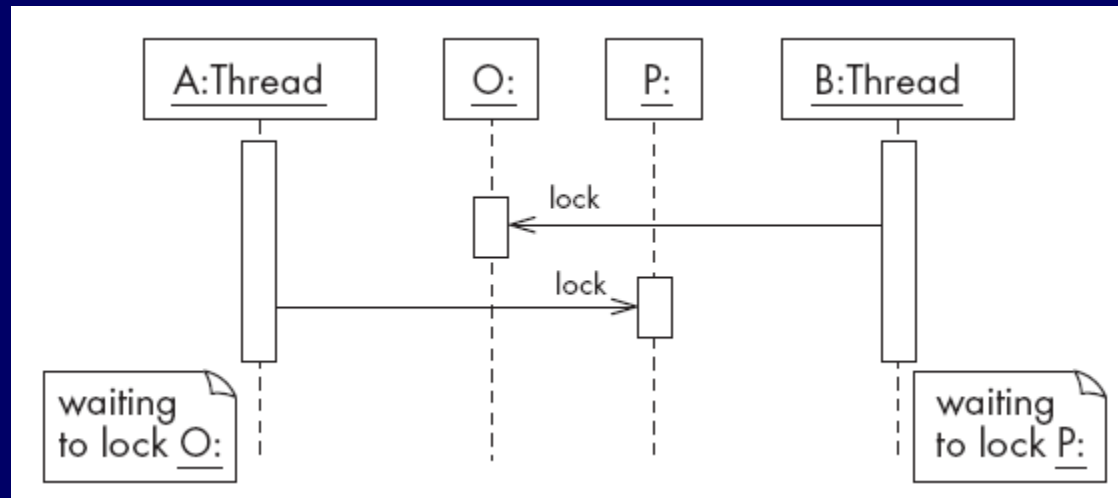 A:Thread
O:
P:
B:Thread
lock
lock
waiting
to lock O:
waiting
to lock P: